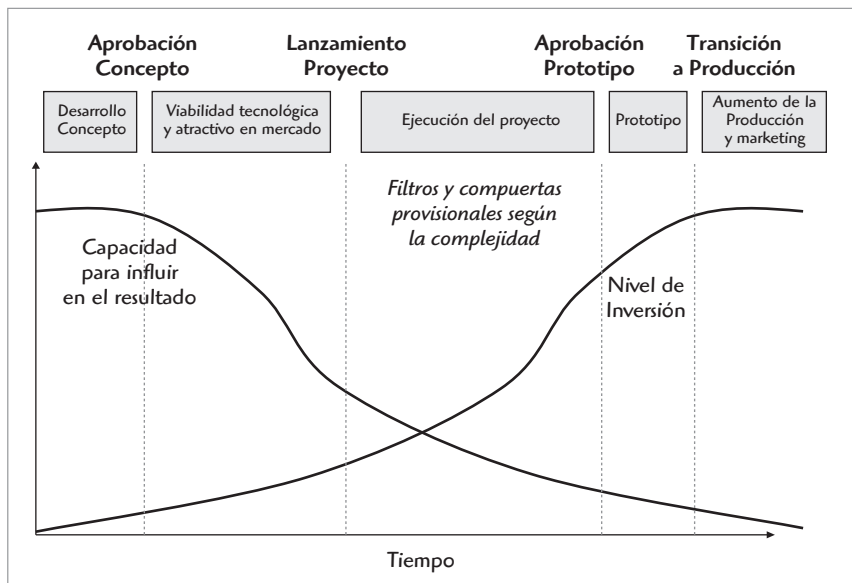 Aprobación
Concepto
Lanzamiento
Proyecto
Aprobación
Prototipo
Transición
a Producción
Desarrollo
Concepto
Viabilidad tecnológica
y atractivo en mercado
Ejecución del proyecto
Prototipo
Aumento de la
Producción
y marketing
Filtros y compuertas
provisionales según
la complejidad
Capacidad
para influir
en el resultado
Nivel de
Inversión
Tiempo